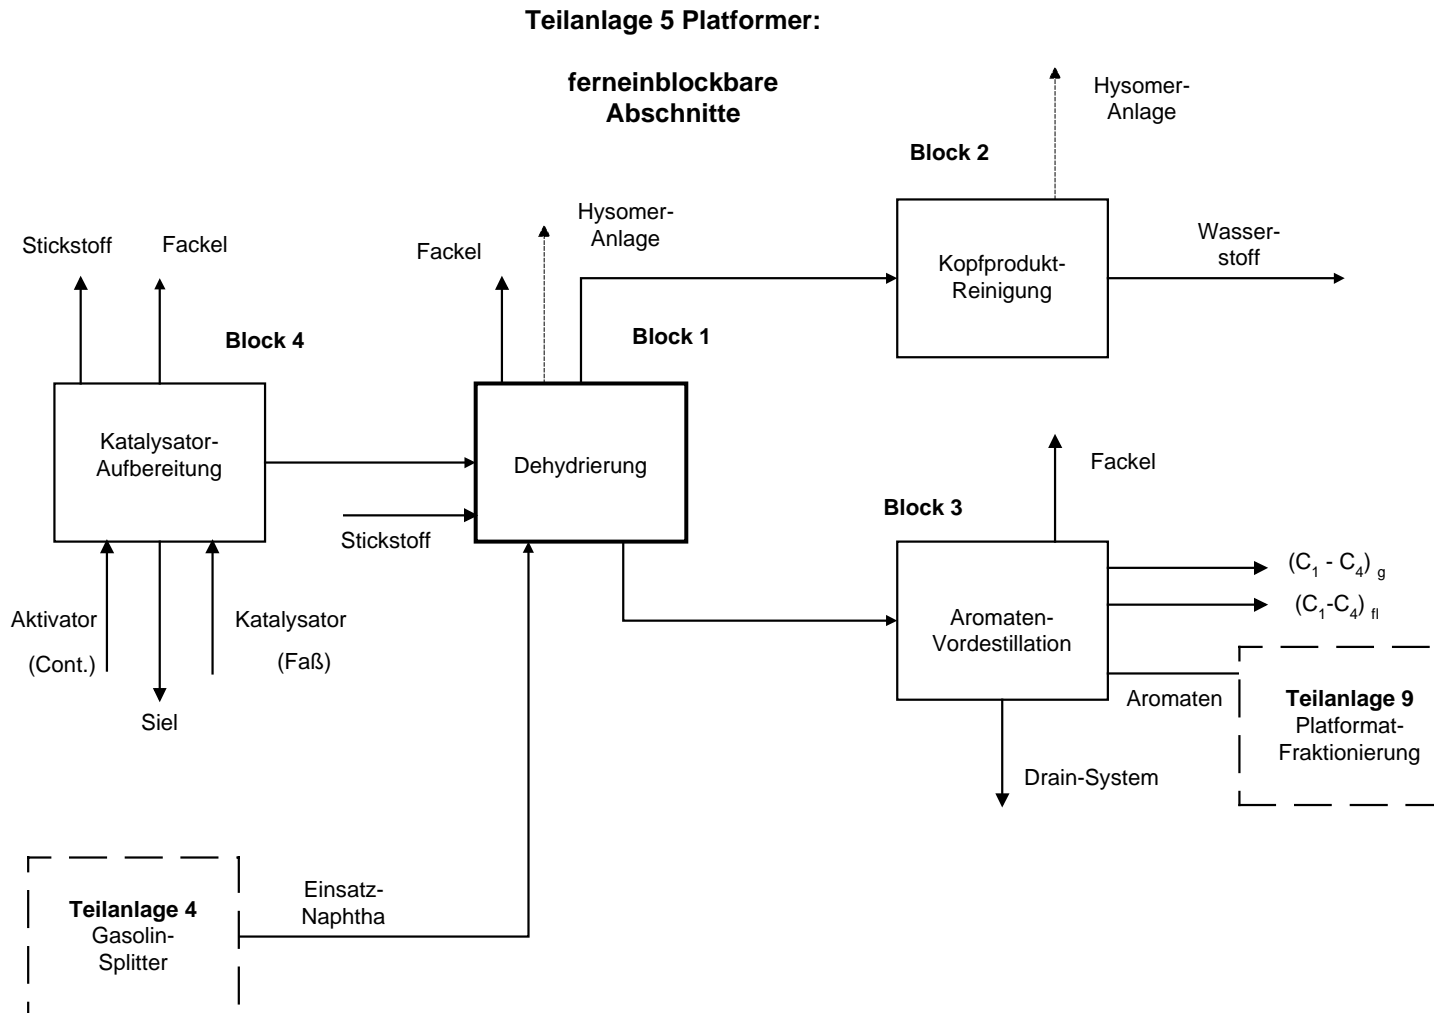 Teilanlage 5 Platformer:
ferneinblockbare
Abschnitte
Hysomer-
Anlage
Block 2
Kopfprodukt-
Reinigung
Wasser-
stoff
Stickstoff
Fackel
Block 4
Katalysator-
Aufbereitung
Aktivator
(Cont.)
Siel
Katalysator
(Faß)
Fackel
Hysomer-
Anlage
Block 1
Dehydrierung
Stickstoff
Block 3
Fackel
Aromaten-
Vordestillation
(C1 - C4) g
(C1-C4) fl
Aromaten
Drain-System
Teilanlage 9
Platformat-
Fraktionierung
Teilanlage 4
Gasolin-
Splitter
Einsatz-
Naphtha